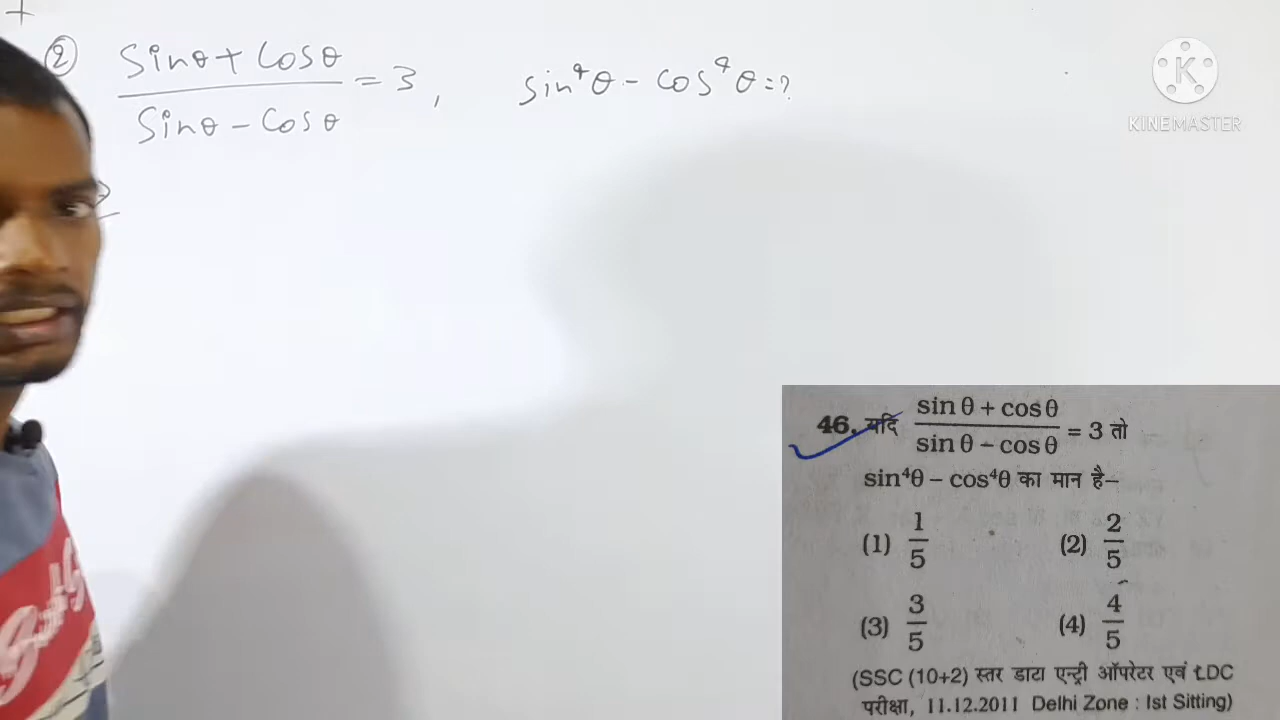 ② sinθ + cosθ / sinθ - cosθ = 3, sin⁴θ - cos⁴θ = ?
KINEMASTER
46. यदि sin θ + cos θ / sin θ - cos θ = 3 तो
sin⁴θ - cos⁴θ का मान है-
(1) 1/5 (2) 2/5
(3) 3/5 (4) 4/5
(SSC (10+2) स्तर डाटा एन्ट्री ऑपरेटर एवं LDC
परीक्षा, 11.12.2011 Delhi Zone : Ist Sitting)